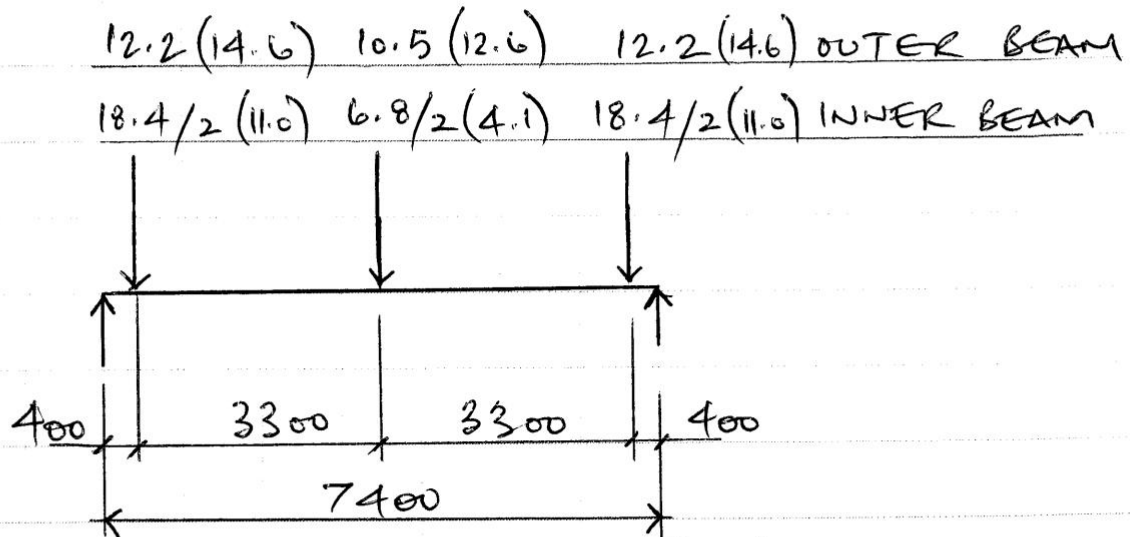 12.2 (14.6) 10.5 (12.6) 12.2 (14.6) OUTER BEAM
18.4/2 (11.0) 6.8/2 (4.1) 18.4/2 (11.0) INNER BEAM
400 3300 3300 400
7400